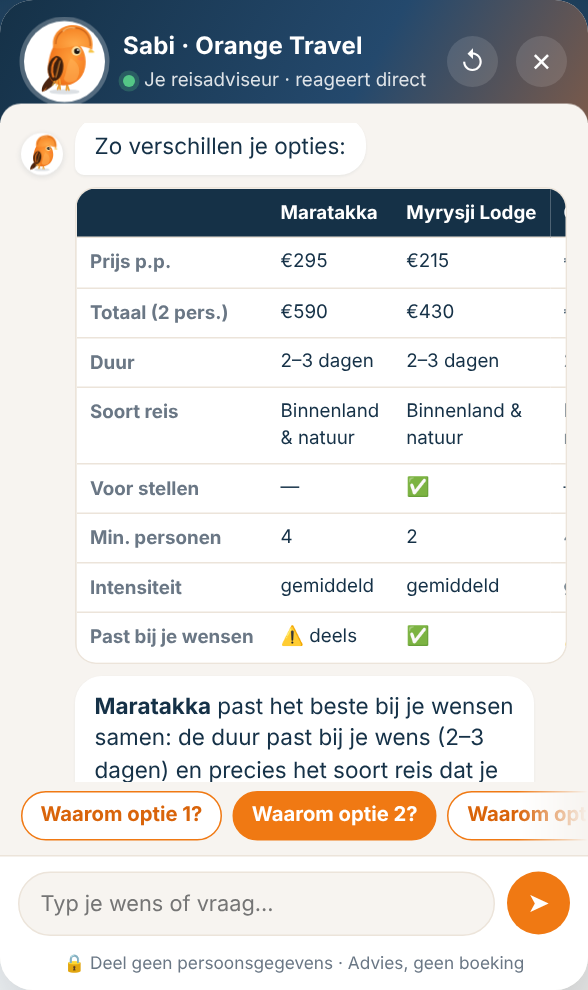 Sabi · Orange Travel
Je reisadviseur · reageert direct
Zo verschillen je opties:
Maratakka Myrysji Lodge
Prijs p.p. €295 €215
Totaal (2 pers.) €590 €430
Duur 2–3 dagen 2–3 dagen
Soort reis Binnenland & natuur Binnenland & natuur
Voor stellen — ✅
Min. personen 4 2
Intensiteit gemiddeld gemiddeld
Past bij je wensen ⚠️ deels ✅
Maratakka past het beste bij je wensen
samen: de duur past bij je wens (2–3
dagen) en precies het soort reis dat je
Waarom optie 1? Waarom optie 2? Waarom
Typ je wens of vraag...
🔒 Deel geen persoonsgegevens · Advies, geen boeking